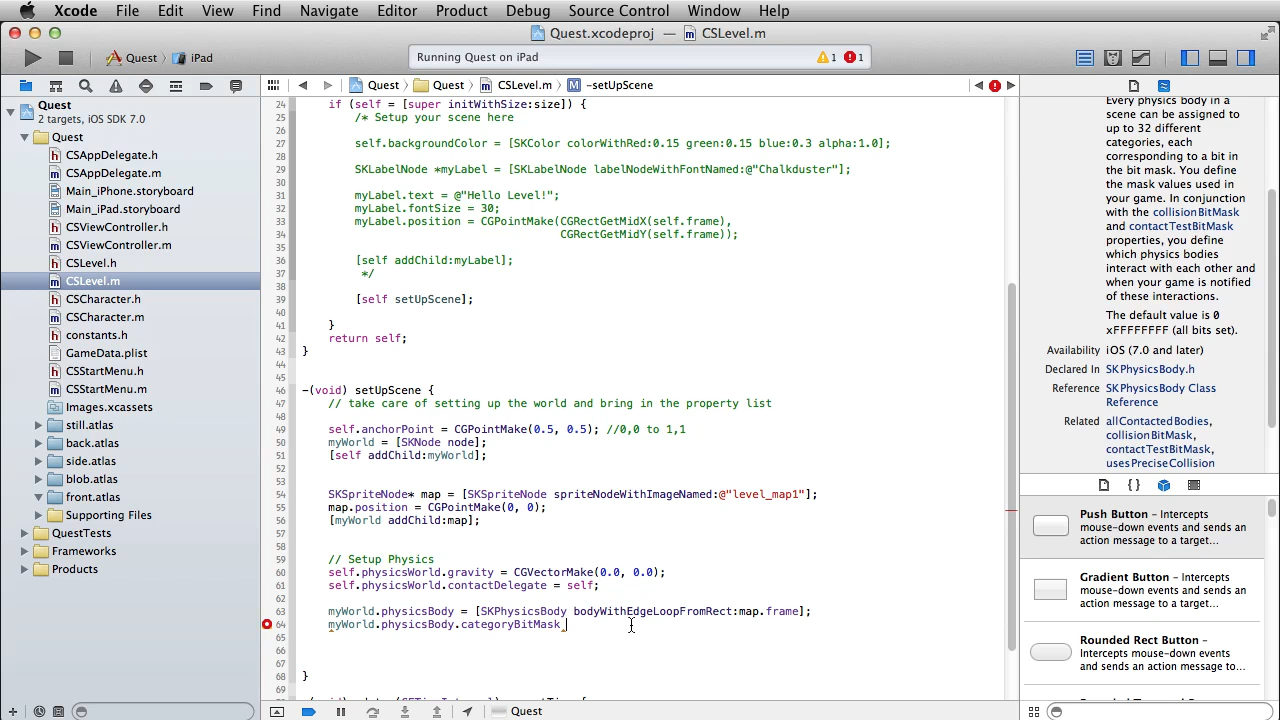 Xcode File Edit View Find Navigate Editor Product Debug Source Control Window Help
Quest.xcodeproj — CSLevel.m
Quest iPad
Running Quest on iPad
1 1
Quest Quest CSLevel.m -setUpScene
Quest
2 targets, iOS SDK 7.0
Quest
CSAppDelegate.h
CSAppDelegate.m
Main_iPhone.storyboard
Main_iPad.storyboard
CSViewController.h
CSViewController.m
CSLevel.h
CSLevel.m
CSCharacter.h
CSCharacter.m
constants.h
GameData.plist
CSStartMenu.h
CSStartMenu.m
Images.xcassets
still.atlas
back.atlas
side.atlas
blob.atlas
front.atlas
Supporting Files
QuestTests
Frameworks
Products
24 if (self = [super initWithSize:size]) {
25 /* Setup your scene here
26
27 self.backgroundColor = [SKColor colorWithRed:0.15 green:0.15 blue:0.3 alpha:1.0];
28
29 SKLabelNode *myLabel = [SKLabelNode labelNodeWithFontNamed:@"Chalkduster"];
30
31 myLabel.text = @"Hello Level!";
32 myLabel.fontSize = 30;
33 myLabel.position = CGPointMake(CGRectGetMidX(self.frame),
34 CGRectGetMidY(self.frame));
35
36 [self addChild:myLabel];
37 */
38
39 [self setUpScene];
40
41 }
42 return self;
43 }
44
45
46 -(void) setUpScene {
47 // take care of setting up the world and bring in the property list
48
49 self.anchorPoint = CGPointMake(0.5, 0.5); //0,0 to 1,1
50 myWorld = [SKNode node];
51 [self addChild:myWorld];
52
53
54 SKSpriteNode* map = [SKSpriteNode spriteNodeWithImageNamed:@"level_map1"];
55 map.position = CGPointMake(0, 0);
56 [myWorld addChild:map];
57
58
59 // Setup Physics
60 self.physicsWorld.gravity = CGVectorMake(0.0, 0.0);
61 self.physicsWorld.contactDelegate = self;
62
63 myWorld.physicsBody = [SKPhysicsBody bodyWithEdgeLoopFromRect:map.frame];
64 myWorld.physicsBody.categoryBitMask
65
66
67
68 }
69
Quest
Every physics body in a
scene can be assigned to
up to 32 different
categories, each
corresponding to a bit in
the bit mask. You define
the mask values used in
your game. In conjunction
with the collisionBitMask
and contactTestBitMask
properties, you define
which physics bodies
interact with each other and
when your game is notified
of these interactions.
The default value is 0
xFFFFFFFF (all bits set).
Availability iOS (7.0 and later)
Declared In SKPhysicsBody.h
Reference SKPhysicsBody Class
Reference
Related allContactedBodies,
collisionBitMask,
contactTestBitMask,
usesPreciseCollision
Push Button – Intercepts
mouse-down events and sends an
action message to a target...
Gradient Button – Intercepts
mouse-down events and sends an
action message to a target...
Rounded Rect Button –
Intercepts mouse-down events
and sends an action message to...